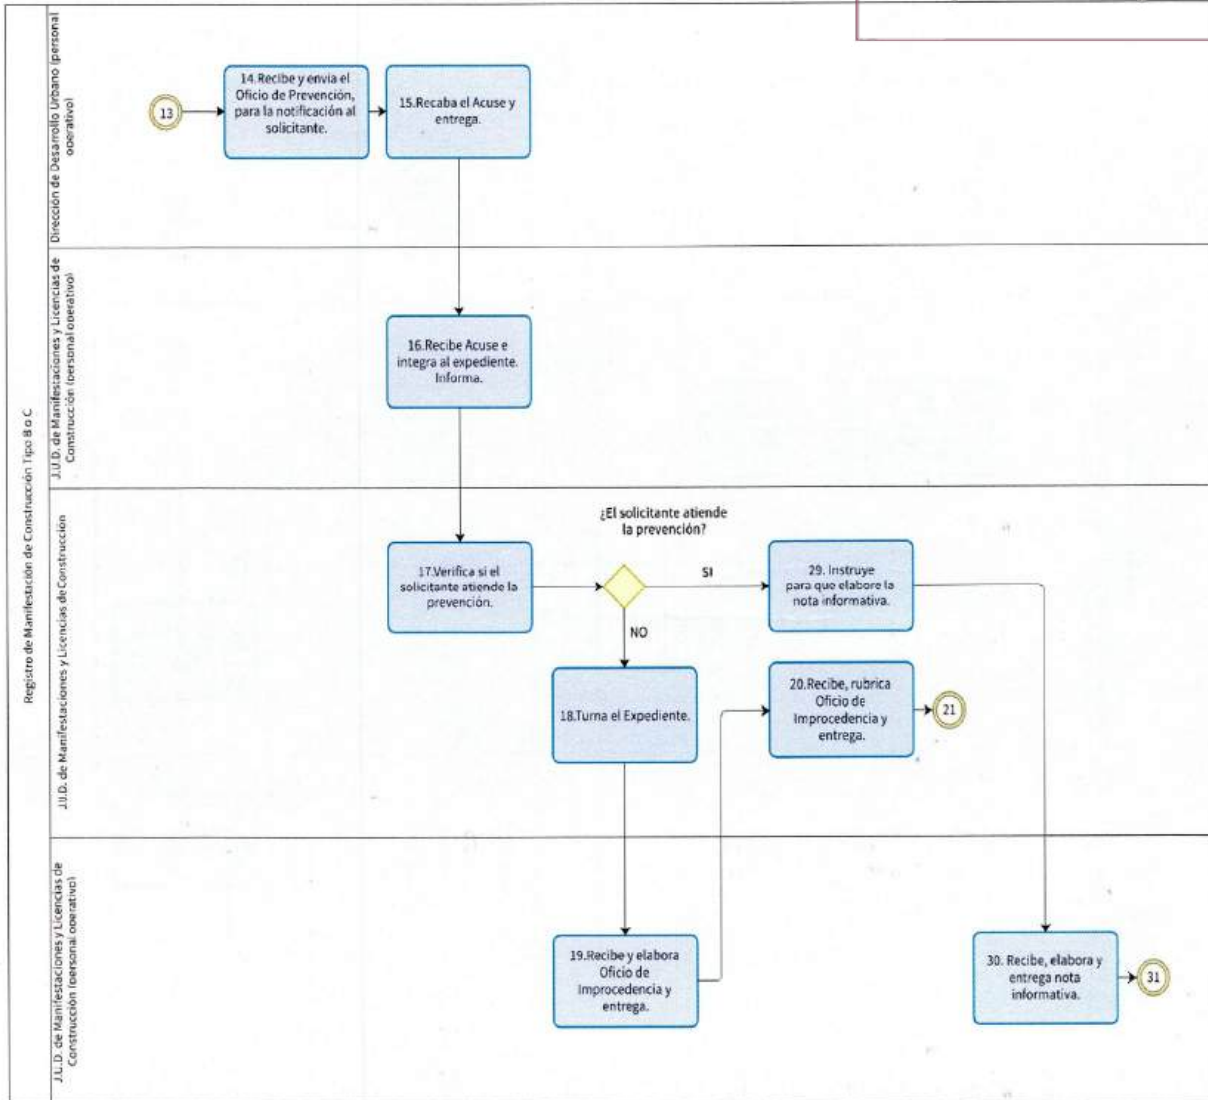 Registro de Manifestación de Construcción Tipo B o C
Dirección de Desarrollo Urbano (personal
operativo)
13
14.Recibe y envía el
Oficio de Prevención,
para la notificación al
solicitante.
15.Recaba el Acuse y
entrega.
J.U.D. de Manifestaciones y Licencias de
Construcción (personal operativo)
16.Recibe Acuse e
integra al expediente.
Informa.
J.U.D. de Manifestaciones y Licencias de Construcción
17.Verifica si el
solicitante atiende la
prevención.
¿El solicitante atiende
la prevención?
SI
NO
29. Instruye
para que elabore la
nota informativa.
18.Turna el Expediente.
20.Recibe, rubrica
Oficio de
Improcedencia y
entrega.
21
J.U.D. de Manifestaciones y Licencias de
Construcción (personal operativo)
19.Recibe y elabora
Oficio de
Improcedencia y
entrega.
30. Recibe, elabora y
entrega nota
informativa.
31